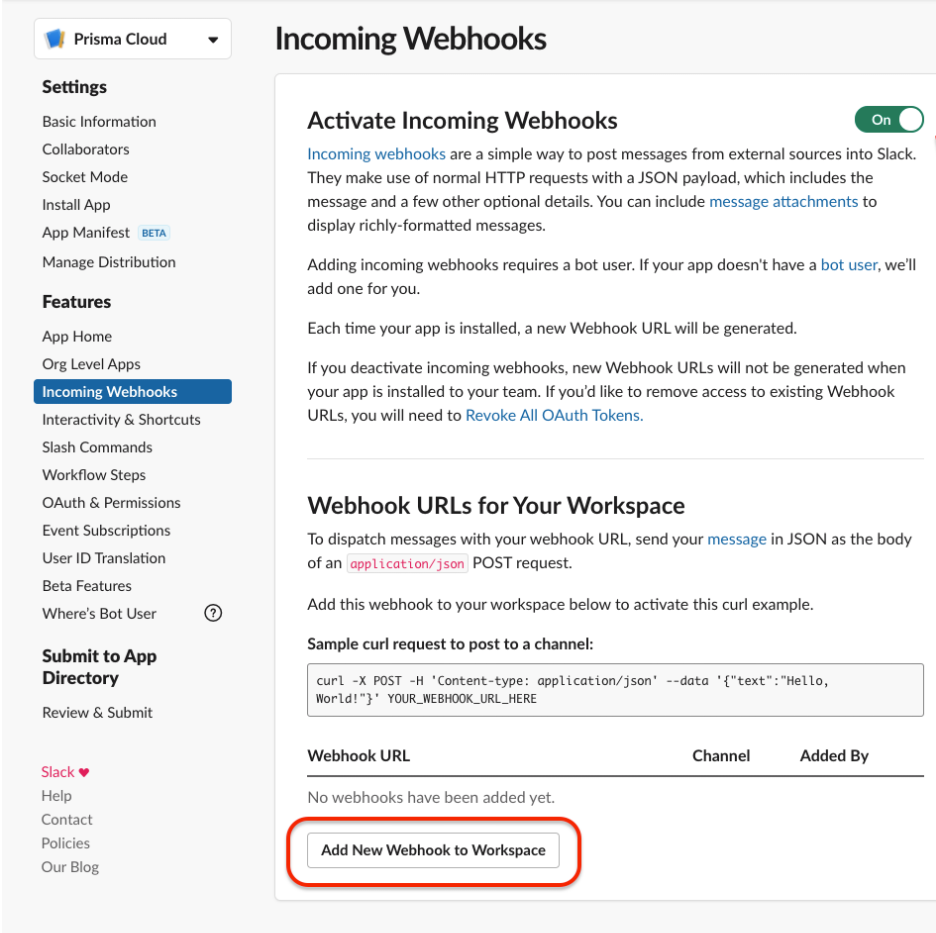 Prisma Cloud
Settings
Basic Information
Collaborators
Socket Mode
Install App
App Manifest BETA
Manage Distribution
Features
App Home
Org Level Apps
Incoming Webhooks
Interactivity & Shortcuts
Slash Commands
Workflow Steps
OAuth & Permissions
Event Subscriptions
User ID Translation
Beta Features
Where's Bot User ?
Submit to App
Directory
Review & Submit
Slack ♥
Help
Contact
Policies
Our Blog
Incoming Webhooks
Activate Incoming Webhooks
On
Incoming webhooks are a simple way to post messages from external sources into Slack.
They make use of normal HTTP requests with a JSON payload, which includes the
message and a few other optional details. You can include message attachments to
display richly-formatted messages.
Adding incoming webhooks requires a bot user. If your app doesn't have a bot user, we'll
add one for you.
Each time your app is installed, a new Webhook URL will be generated.
If you deactivate incoming webhooks, new Webhook URLs will not be generated when
your app is installed to your team. If you'd like to remove access to existing Webhook
URLs, you will need to Revoke All OAuth Tokens.
Webhook URLs for Your Workspace
To dispatch messages with your webhook URL, send your message in JSON as the body
of an application/json POST request.
Add this webhook to your workspace below to activate this curl example.
Sample curl request to post to a channel:
curl -X POST -H 'Content-type: application/json' --data '{"text":"Hello,
World!"}' YOUR_WEBHOOK_URL_HERE
Webhook URL Channel Added By
No webhooks have been added yet.
Add New Webhook to Workspace